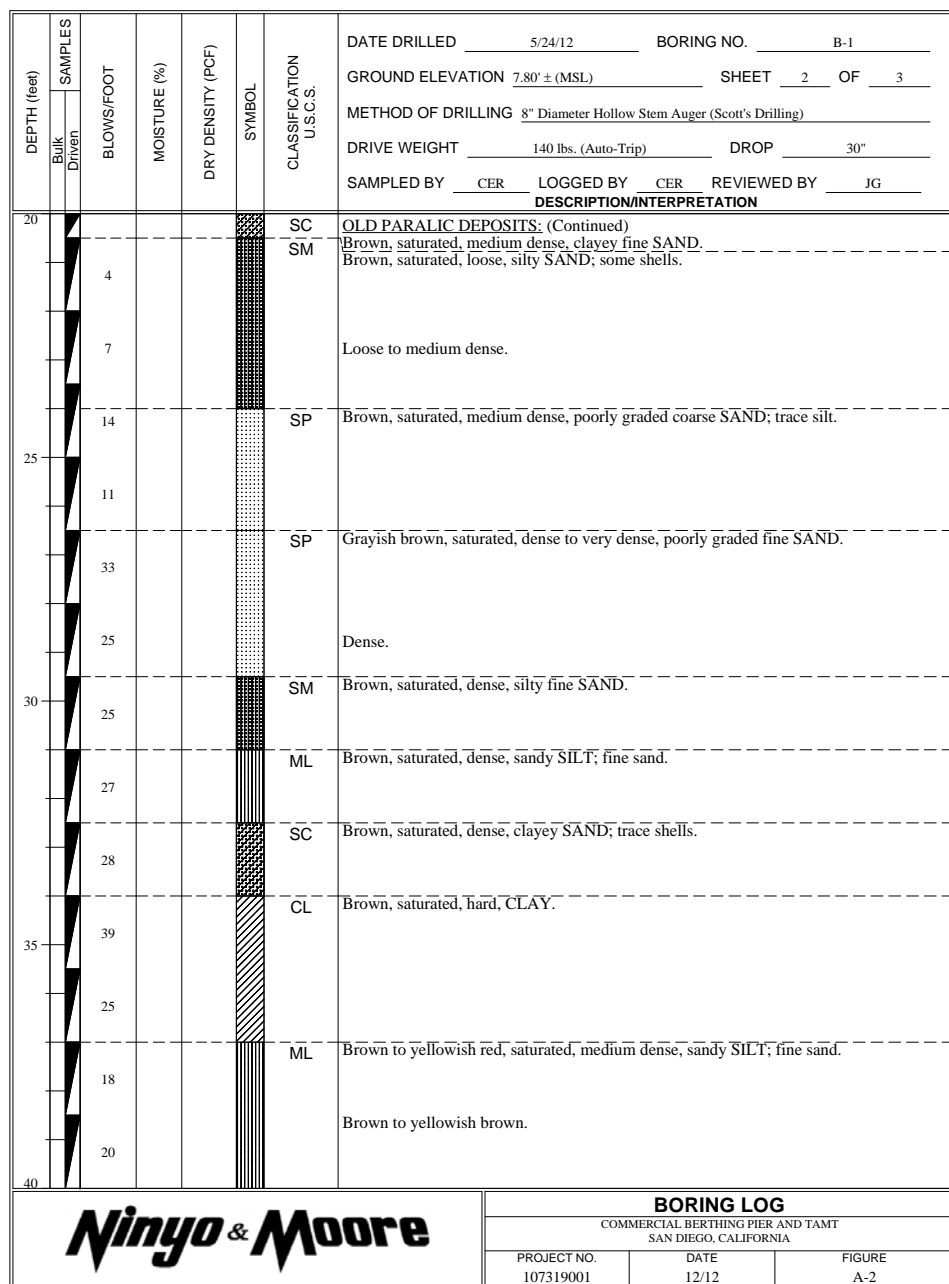 DEPTH (feet)
Bulk
Driven
SAMPLES
BLOWS/FOOT
MOISTURE (%)
DRY DENSITY (PCF)
SYMBOL
CLASSIFICATION
U.S.C.S.
DATE DRILLED 5/24/12 BORING NO. B-1
GROUND ELEVATION 7.80' ± (MSL) SHEET 2 OF 3
METHOD OF DRILLING 8" Diameter Hollow Stem Auger (Scott's Drilling)
DRIVE WEIGHT 140 lbs. (Auto-Trip) DROP 30"
SAMPLED BY CER LOGGED BY CER REVIEWED BY JG
DESCRIPTION/INTERPRETATION
20 SC OLD PARALIC DEPOSITS: (Continued)
Brown, saturated, medium dense, clayey fine SAND.
SM Brown, saturated, loose, silty SAND; some shells.
4
7 Loose to medium dense.
14 SP Brown, saturated, medium dense, poorly graded coarse SAND; trace silt.
25
11
SP Grayish brown, saturated, dense to very dense, poorly graded fine SAND.
33
25 Dense.
SM Brown, saturated, dense, silty fine SAND.
30
25
ML Brown, saturated, dense, sandy SILT; fine sand.
27
SC Brown, saturated, dense, clayey SAND; trace shells.
28
CL Brown, saturated, hard, CLAY.
39
35
25
ML Brown to yellowish red, saturated, medium dense, sandy SILT; fine sand.
18
Brown to yellowish brown.
20
40
Ninyo & Moore
BORING LOG
COMMERCIAL BERTHING PIER AND TAMT
SAN DIEGO, CALIFORNIA
PROJECT NO. DATE FIGURE
107319001 12/12 A-2